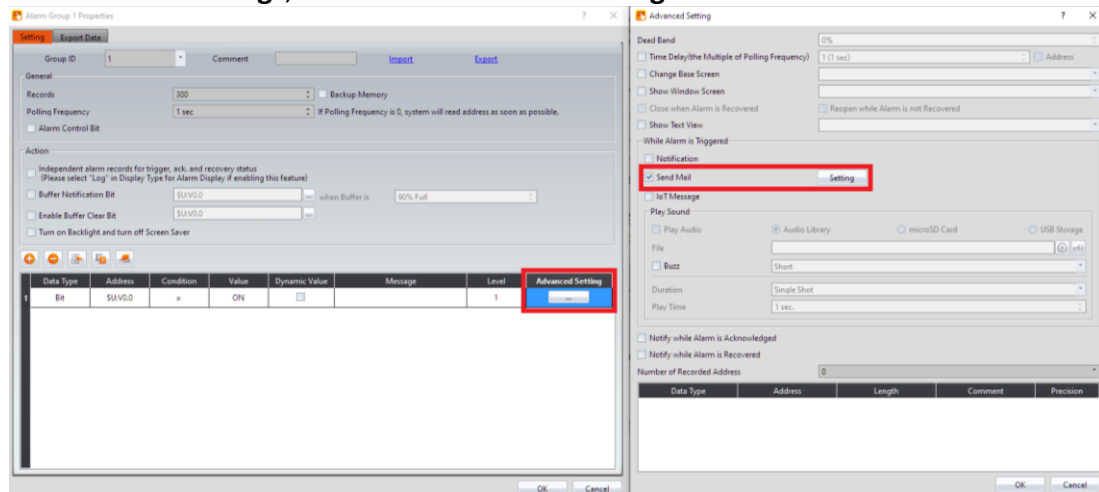 Alarm Group 1 Properties
Setting Export Data
Group ID 1 Comment Import Export
General
Records 300 Backup Memory
Polling Frequency 1 sec If Polling Frequency is 0, system will read address as soon as possible.
Alarm Control Bit
Action
Independent alarm records for trigger, ack. and recovery status
(Please select "Log" in Display Type for Alarm Display if enabling this feature)
Buffer Notification Bit $U:V0.0 ... when Buffer is 90% Full
Enable Buffer Clear Bit $U:V0.0 ...
Turn on Backlight and turn off Screen Saver
Data Type Address Condition Value Dynamic Value Message Level Advanced Setting
1 Bit $U:V0.0 = ON 1 ...
OK Cancel
Advanced Setting
Dead Band 0%
Time Delay(the Multiple of Polling Frequency) 1 (1 sec) Address
Change Base Screen
Show Window Screen
Close when Alarm is Recovered Reopen while Alarm is not Recovered
Show Text View
While Alarm is Triggered
Notification
Send Mail Setting
IoT Message
Play Sound
Play Audio Audio Library microSD Card USB Storage
File
Buzz Short
Duration Single Shot
Play Time 1 sec.
Notify while Alarm is Acknowledged
Notify while Alarm is Recovered
Number of Recorded Address 0
Data Type Address Length Comment Precision
OK Cancel